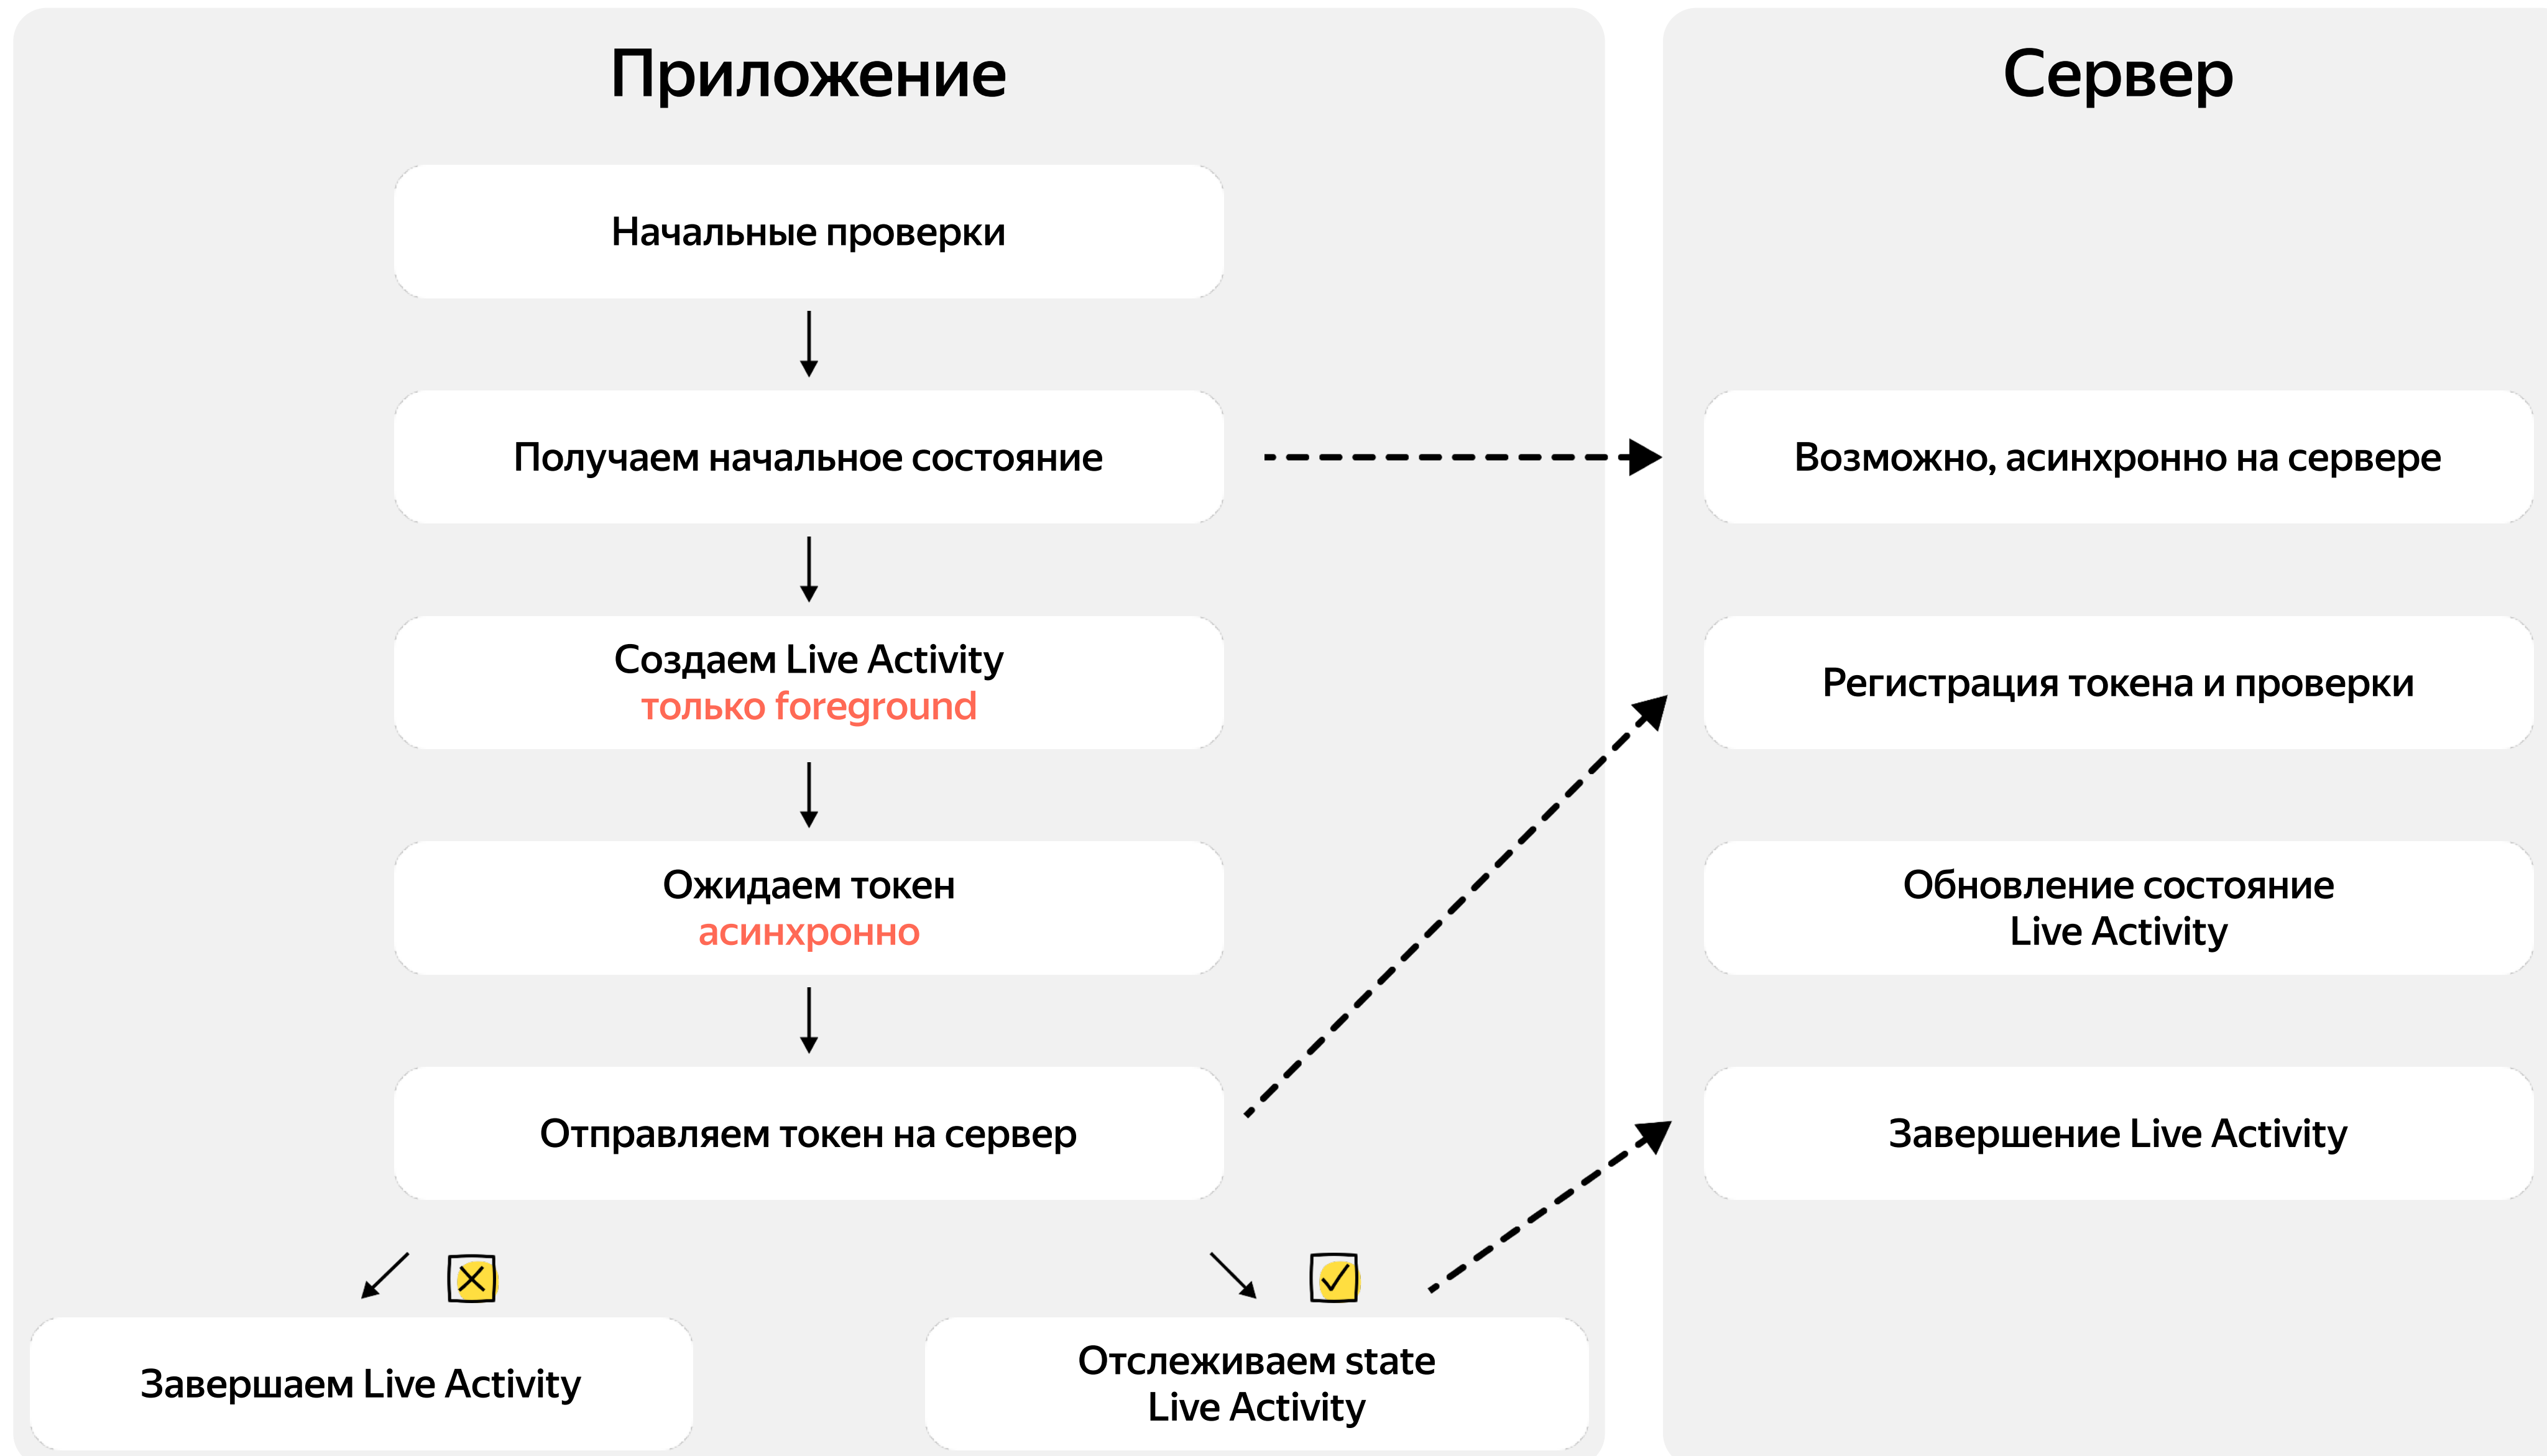 Приложение
Начальные проверки
Получаем начальное состояние
Создаем Live Activity
только foreground
Ожидаем токен
асинхронно
Отправляем токен на сервер
Завершаем Live Activity
Отслеживаем state
Live Activity
Сервер
Возможно, асинхронно на сервере
Регистрация токена и проверки
Обновление состояние
Live Activity
Завершение Live Activity